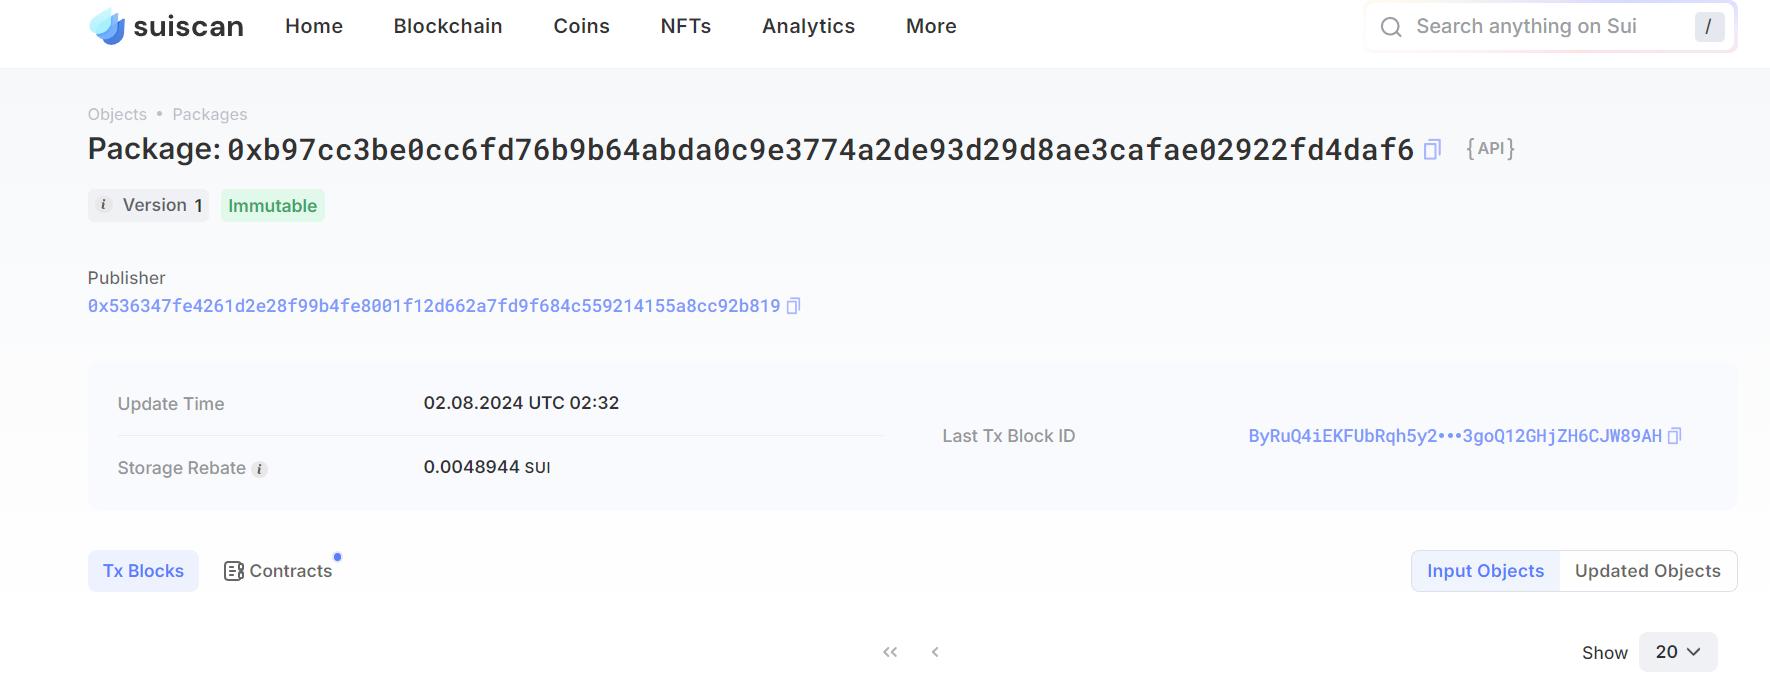 suiscan Home Blockchain Coins NFTs Analytics More Search anything on Sui /
Objects • Packages
Package: 0xb97cc3be0cc6fd76b9b64abda0c9e3774a2de93d29d8ae3cafae02922fd4daf6 {API}
i Version 1 Immutable
Publisher
0x536347fe4261d2e28f99b4fe8001f12d662a7fd9f684c559214155a8cc92b819
Update Time 02.08.2024 UTC 02:32
Last Tx Block ID ByRuQ4iEKFUbRqh5y2•••3goQ12GHjZH6CJW89AH
Storage Rebate i 0.0048944 SUI
Tx Blocks Contracts Input Objects Updated Objects
« ‹ Show 20